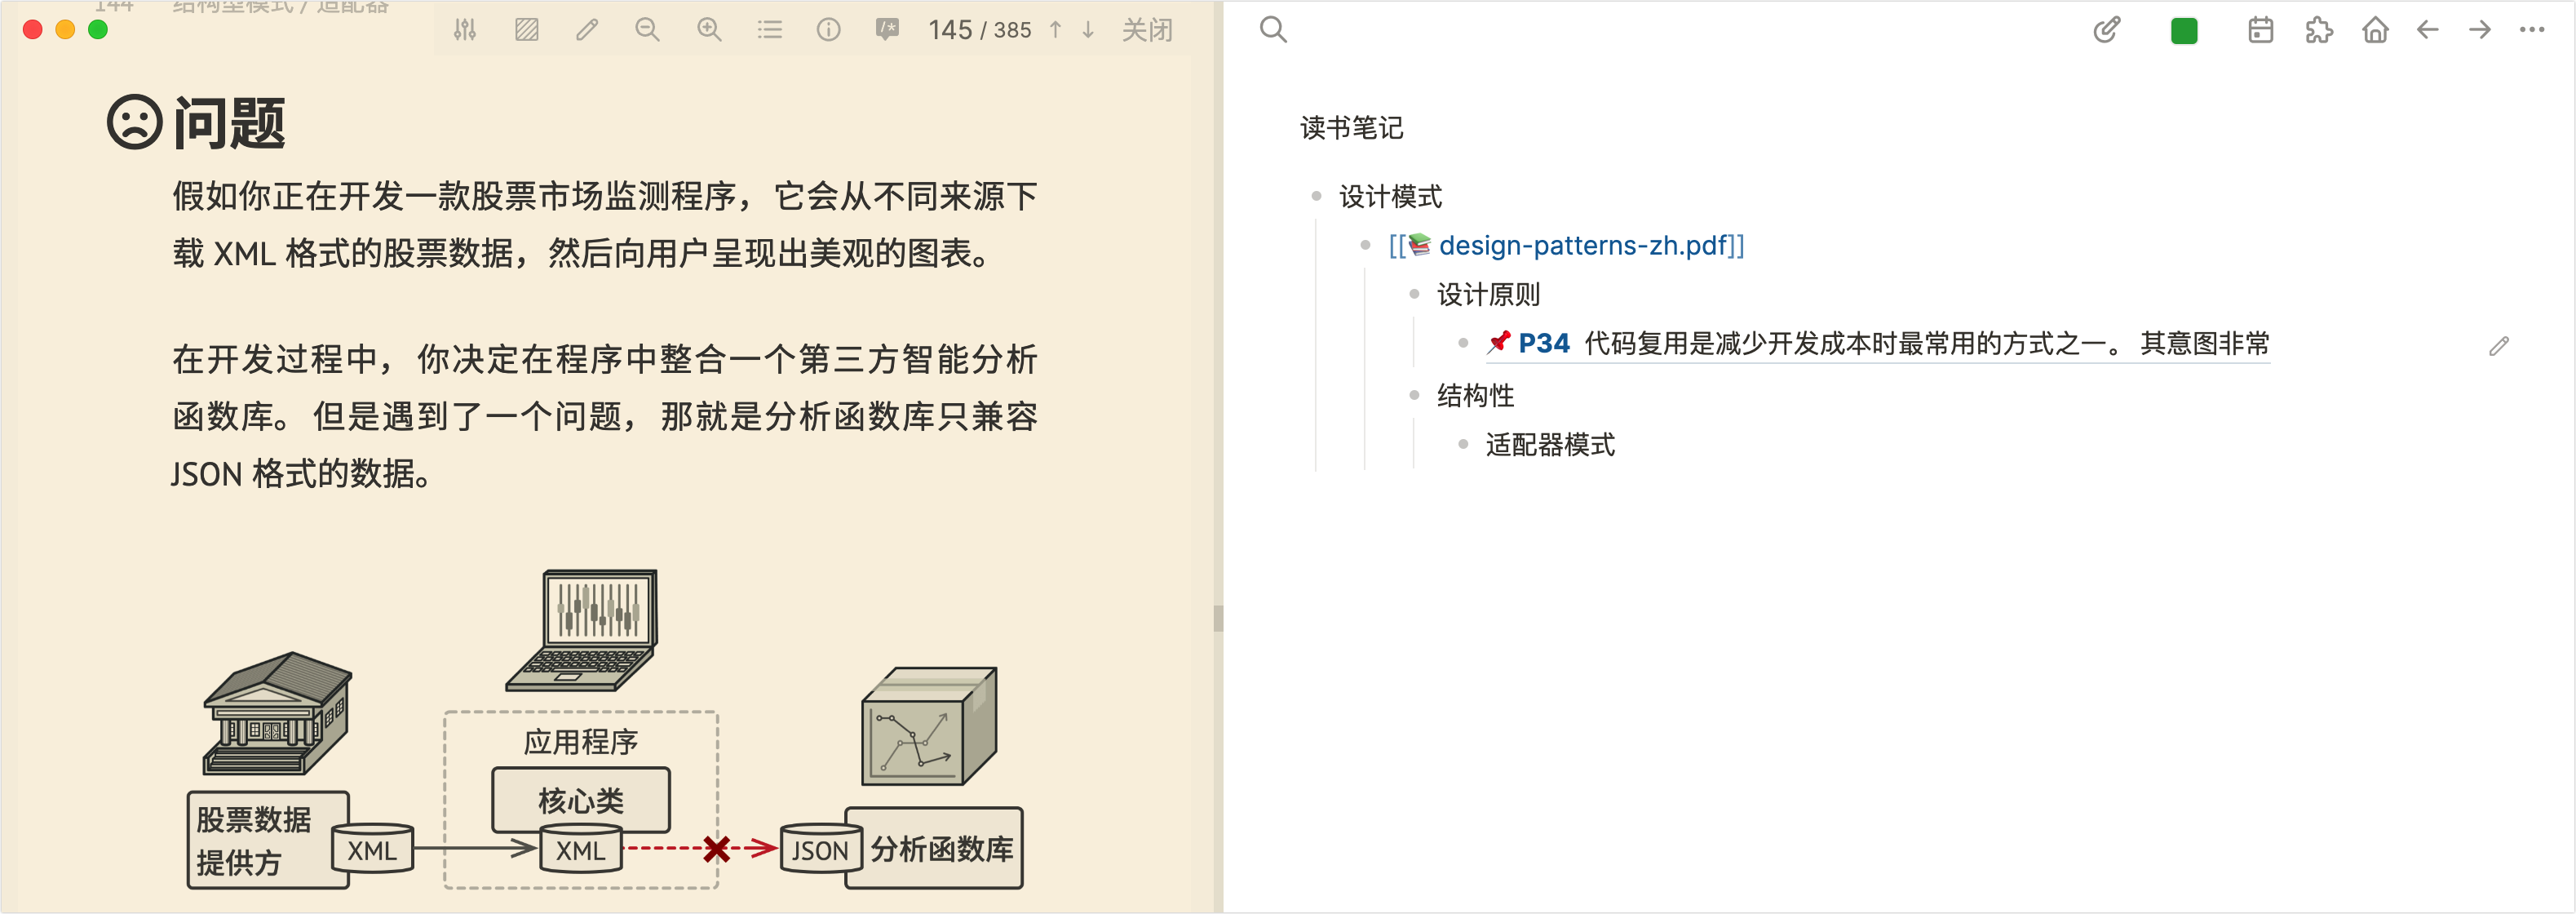 144 结构型模式 / 适配器
145 / 385 ↑ ↓ 关闭
问题
假如你正在开发一款股票市场监测程序，它会从不同来源下
载 XML 格式的股票数据，然后向用户呈现出美观的图表。
在开发过程中，你决定在程序中整合一个第三方智能分析
函数库。但是遇到了一个问题，那就是分析函数库只兼容
JSON 格式的数据。
应用程序
核心类
股票数据
提供方
XML
XML
JSON
分析函数库
读书笔记
设计模式
[[📚 design-patterns-zh.pdf]]
设计原则
📌 P34 代码复用是减少开发成本时最常用的方式之一。 其意图非常
结构性
适配器模式